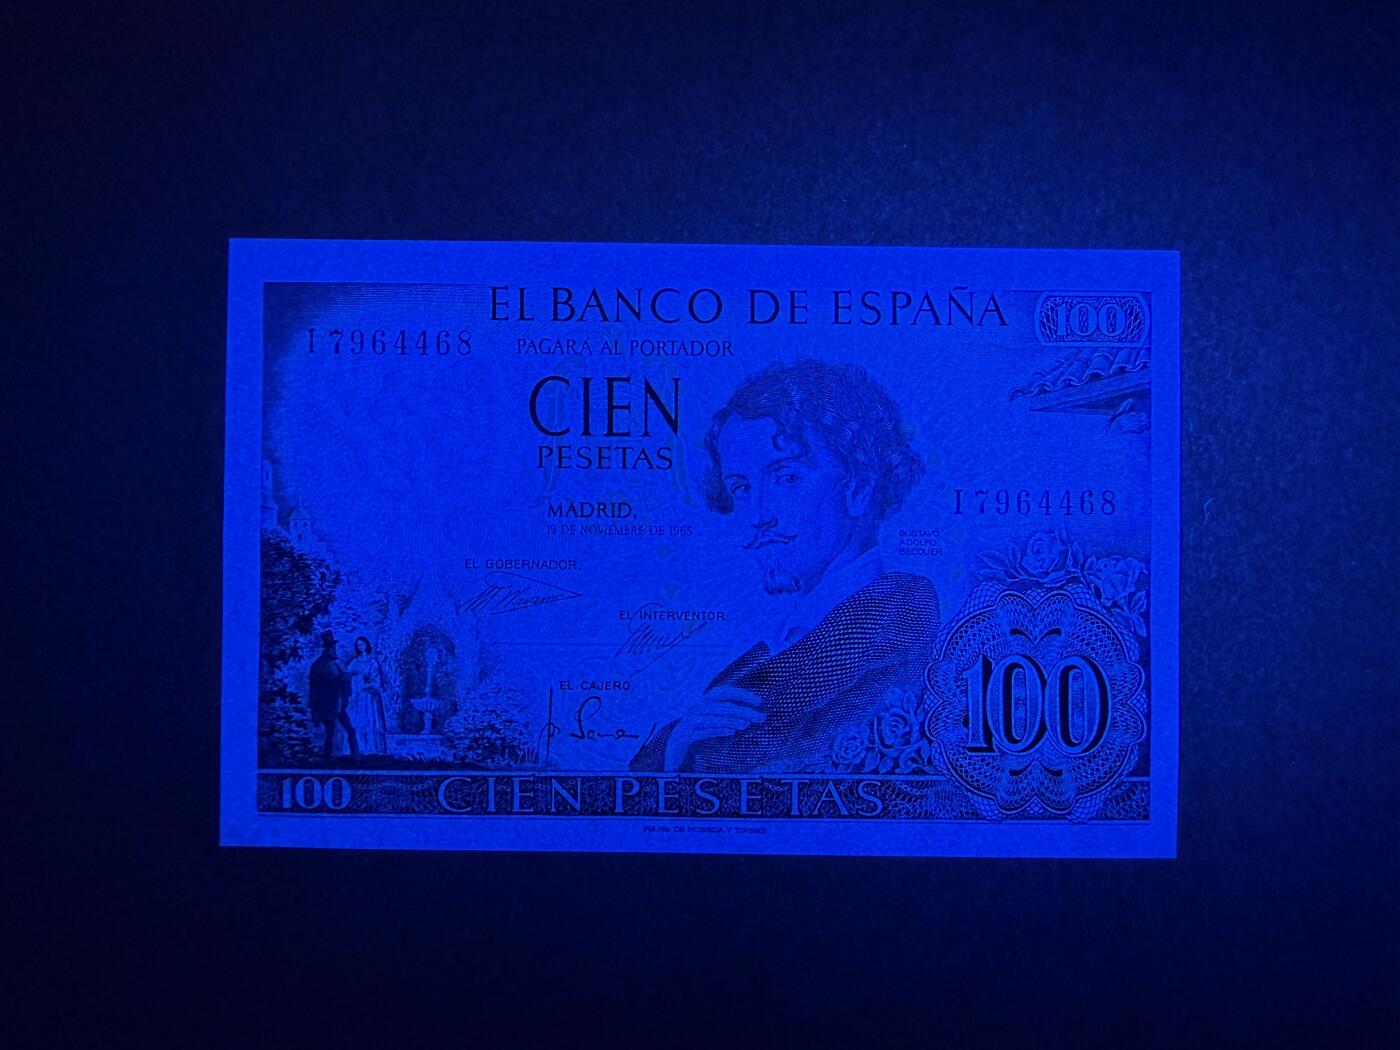 EL BANCO DE ESPAÑA
100
I 7964468
PAGARÁ AL PORTADOR
CIEN
PESETAS
I 7964468
MADRID,
19 DE NOVIEMBRE DE 1965
GUSTAVO
ADOLFO
BECQUER
EL GOBERNADOR,
EL INTERVENTOR,
EL CAJERO,
100
100
CIEN PESETAS